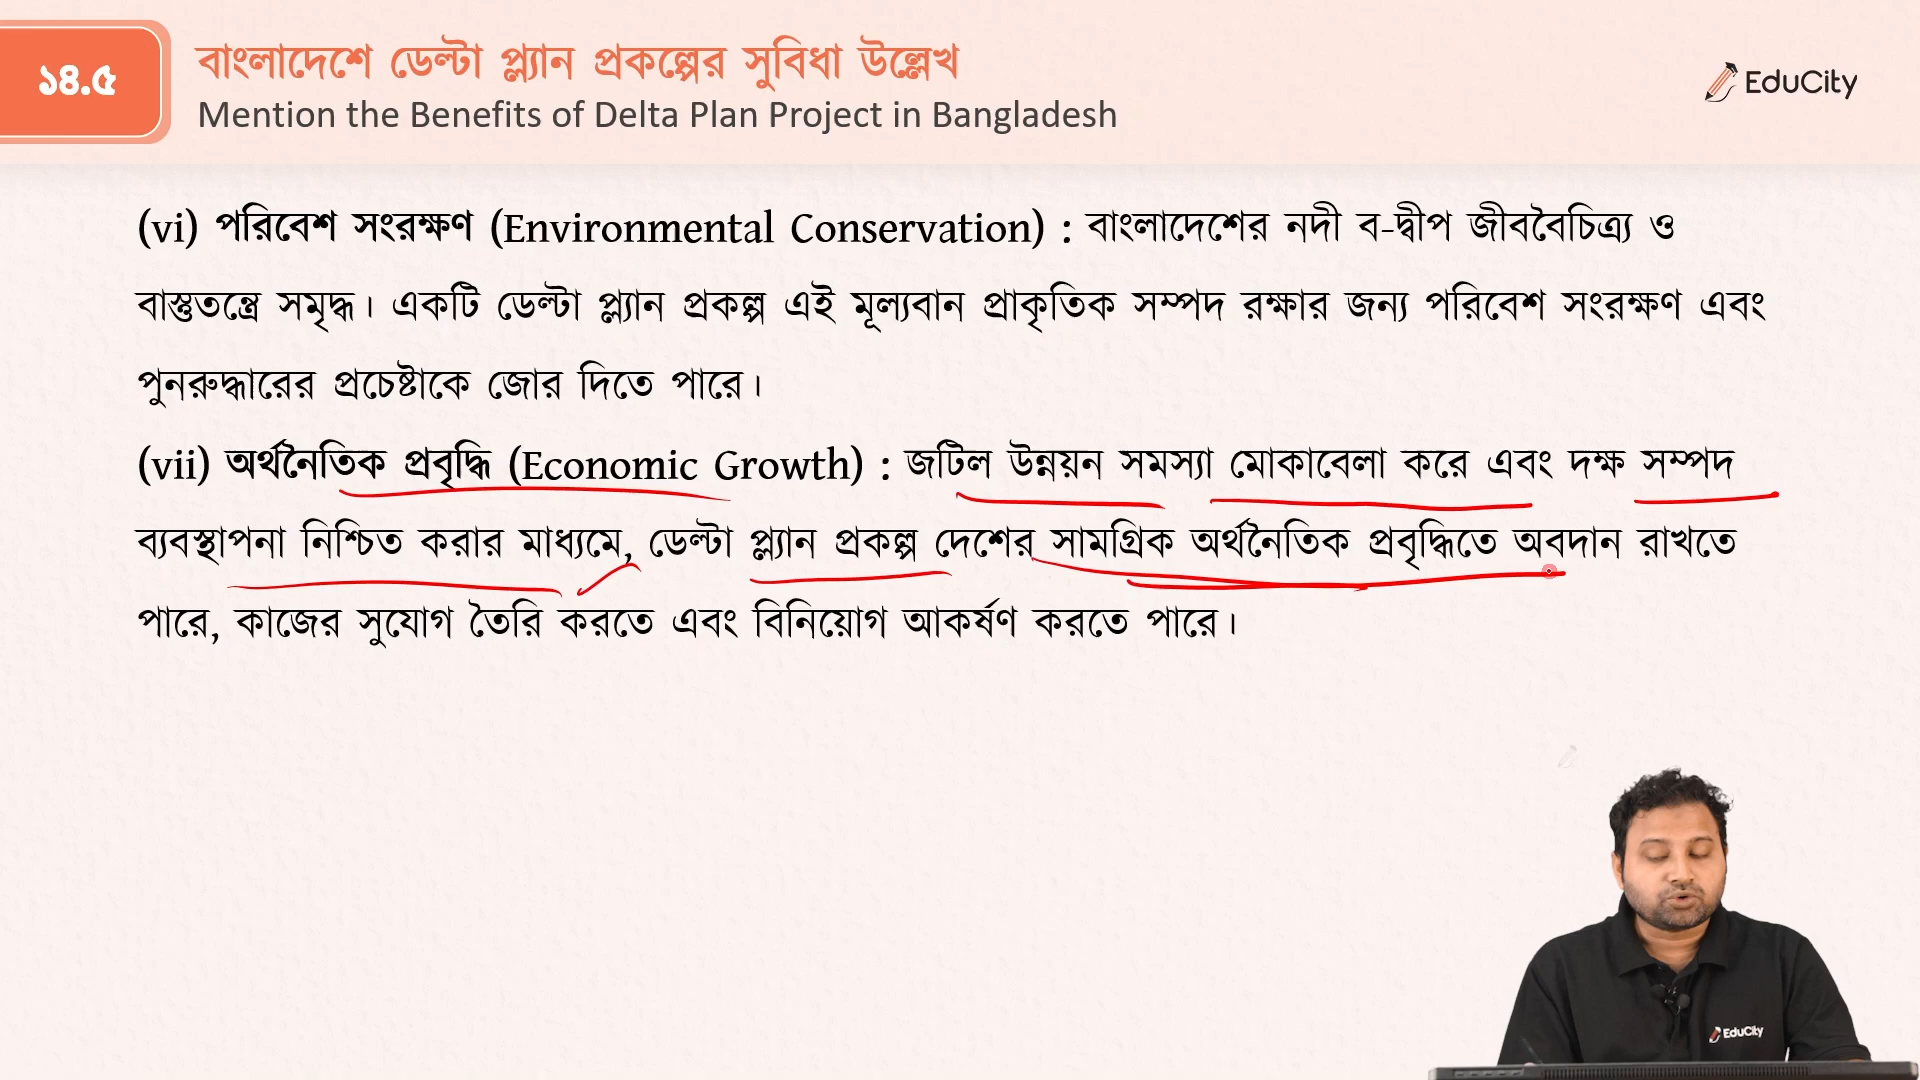 ১৪.৫
বাংলাদেশে ডেল্টা প্ল্যান প্রকল্পের সুবিধা উল্লেখ
Mention the Benefits of Delta Plan Project in Bangladesh
EduCity
(vi) পরিবেশ সংরক্ষণ (Environmental Conservation) : বাংলাদেশের নদী ব-দ্বীপ জীববৈচিত্র্য ও
বাস্তুতন্ত্রে সমৃদ্ধ। একটি ডেল্টা প্ল্যান প্রকল্প এই মূল্যবান প্রাকৃতিক সম্পদ রক্ষার জন্য পরিবেশ সংরক্ষণ এবং
পুনরুদ্ধারের প্রচেষ্টাকে জোর দিতে পারে।
(vii) অর্থনৈতিক প্রবৃদ্ধি (Economic Growth) : জটিল উন্নয়ন সমস্যা মোকাবেলা করে এবং দক্ষ সম্পদ
ব্যবস্থাপনা নিশ্চিত করার মাধ্যমে, ডেল্টা প্ল্যান প্রকল্প দেশের সামগ্রিক অর্থনৈতিক প্রবৃদ্ধিতে অবদান রাখতে
পারে, কাজের সুযোগ তৈরি করতে এবং বিনিয়োগ আকর্ষণ করতে পারে।
EduCity